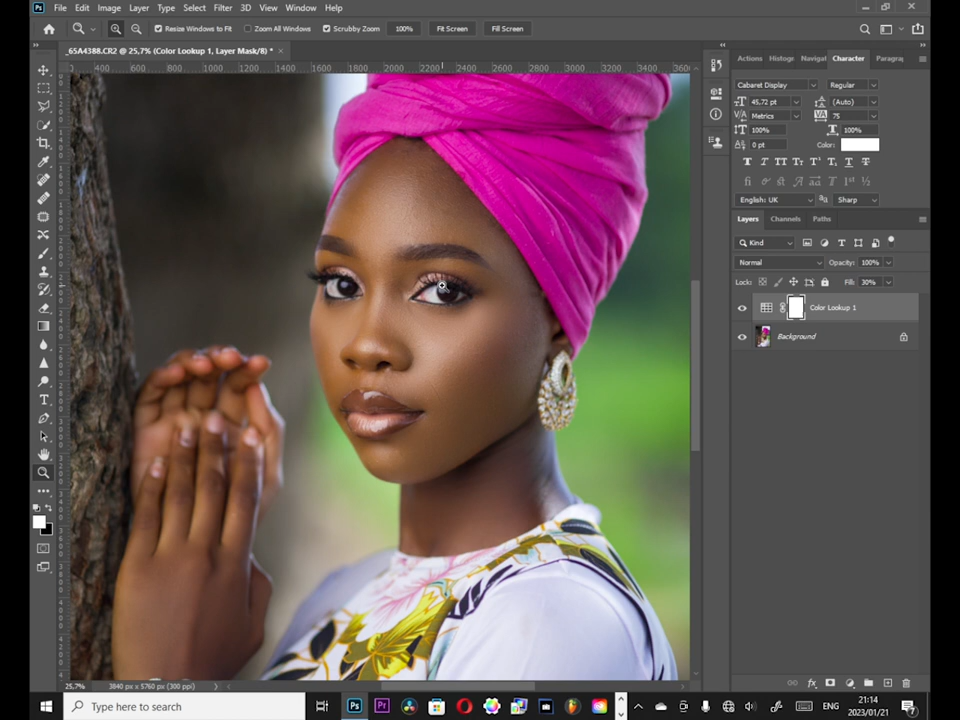 Ps File Edit Image Layer Type Select Filter 3D View Window Help
Resize Windows to Fit Zoom All Windows Scrubby Zoom 100% Fit Screen Fill Screen
_65A4388.CR2 @ 25,7% (Color Lookup 1, Layer Mask/8) * ×
400 600 800 1000 1200 1400 1600 1800 2000 2200 2400 2600 2800 3000 3200 3400 3600
Actions Histogr Navigat Character Paragra
Cabaret Display Regular
45,72 pt (Auto)
Metrics 75
100% 100%
0 pt Color:
English: UK Sharp
Layers Channels Paths
Kind
Normal Opacity: 100%
Lock: Fill: 30%
Color Lookup 1
Background
25.7% 3840 px x 5760 px (300 ppi)
Type here to search
21:14
2023/01/21
7